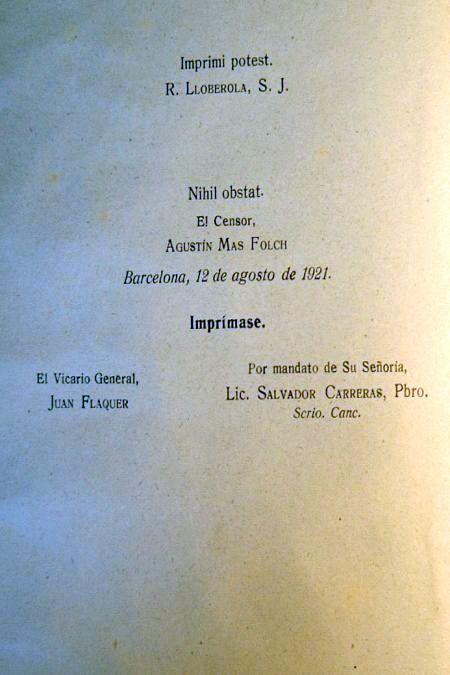 Imprimi potest.
R. Lloberola, S. J.
Nihil obstat.
El Censor,
Agustín Mas Folch
Barcelona, 12 de agosto de 1921.
Imprímase.
El Vicario General,
Juan Flaquer
Por mandato de Su Señoría,
Lic. Salvador Carreras, Pbro.
Scrio. Canc.